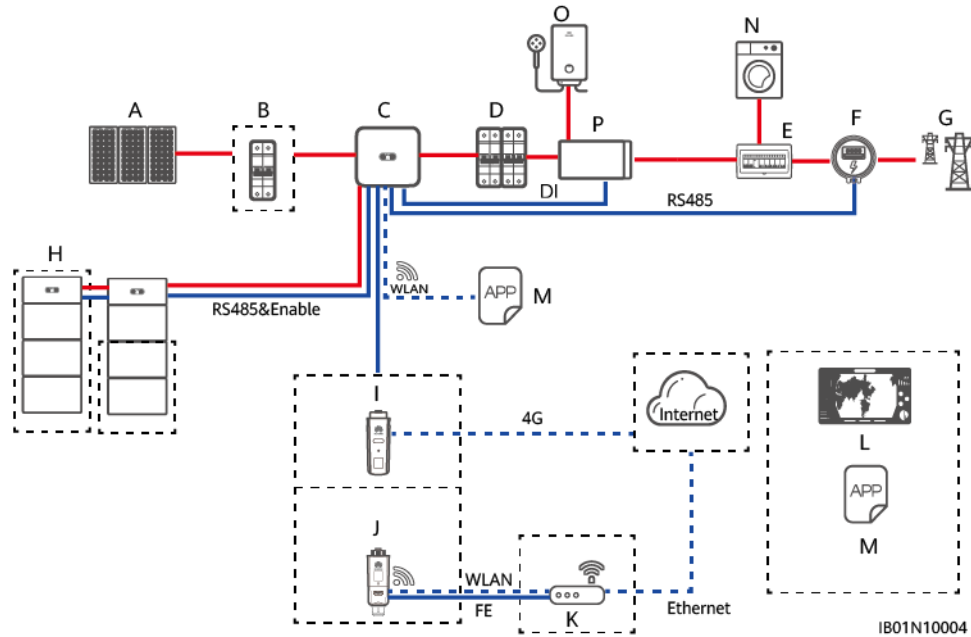 O
N
A
B
C
D
P
E
F
G
DI
RS485
H
WLAN
APP
M
RS485&Enable
I
4G
Internet
L
APP
M
J
WLAN
FE
K
Ethernet
IB01N10004